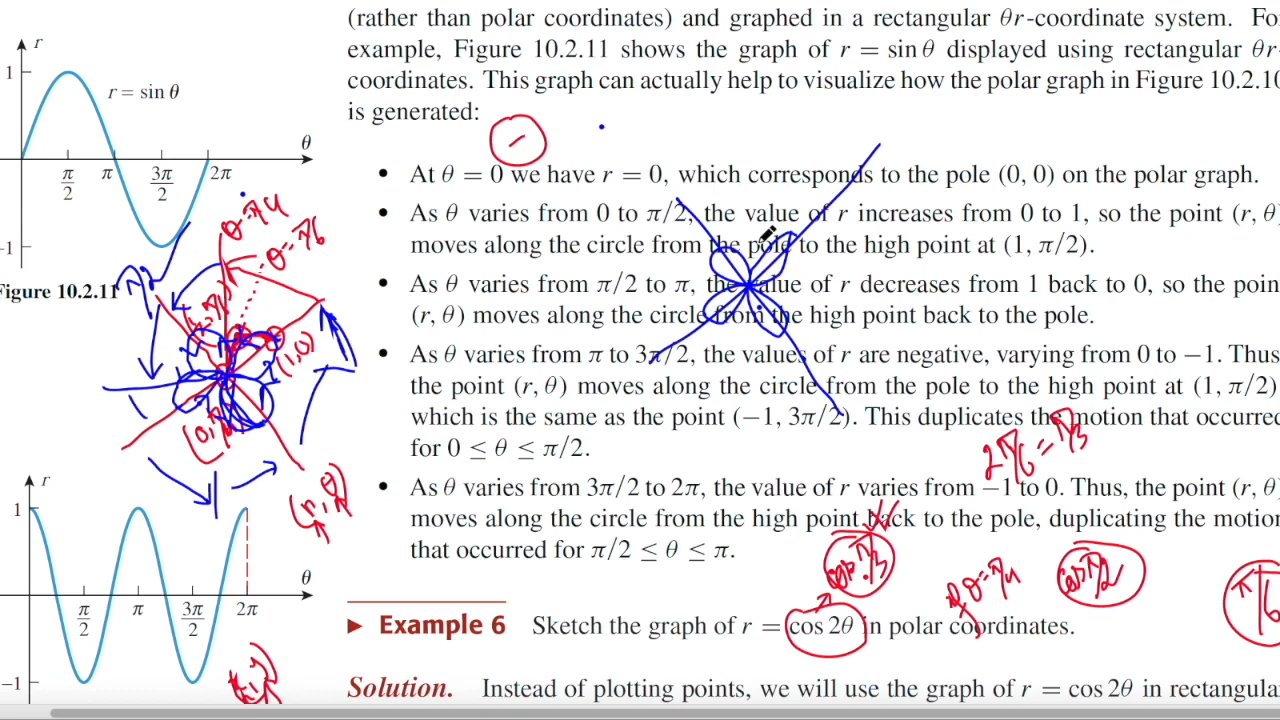 (rather than polar coordinates) and graphed in a rectangular θr-coordinate system. Fo
example, Figure 10.2.11 shows the graph of r = sin θ displayed using rectangular θr-
coordinates. This graph can actually help to visualize how the polar graph in Figure 10.2.10
is generated:
• At θ = 0 we have r = 0, which corresponds to the pole (0, 0) on the polar graph.
• As θ varies from 0 to π/2, the value of r increases from 0 to 1, so the point (r, θ)
moves along the circle from the pole to the high point at (1, π/2).
• As θ varies from π/2 to π, the value of r decreases from 1 back to 0, so the poin
(r, θ) moves along the circle from the high point back to the pole.
• As θ varies from π to 3π/2, the values of r are negative, varying from 0 to −1. Thus
the point (r, θ) moves along the circle from the pole to the high point at (1, π/2)
which is the same as the point (−1, 3π/2). This duplicates the motion that occurred
for 0 ≤ θ ≤ π/2.
• As θ varies from 3π/2 to 2π, the value of r varies from −1 to 0. Thus, the point (r, θ)
moves along the circle from the high point back to the pole, duplicating the motion
that occurred for π/2 ≤ θ ≤ π.
▶ Example 6 Sketch the graph of r = cos 2θ in polar coordinates.
Solution. Instead of plotting points, we will use the graph of r = cos 2θ in rectangula
r
1
r = sin θ
θ
π/2 π 3π/2 2π
−1
igure 10.2.11
θ=π/4
θ=π/6
(1,0)
(r,θ)
r
1
θ
π/2 π 3π/2 2π
−1
2π/6 = π/3
cos π/3
2θ=π/4
cos π/2
π/6